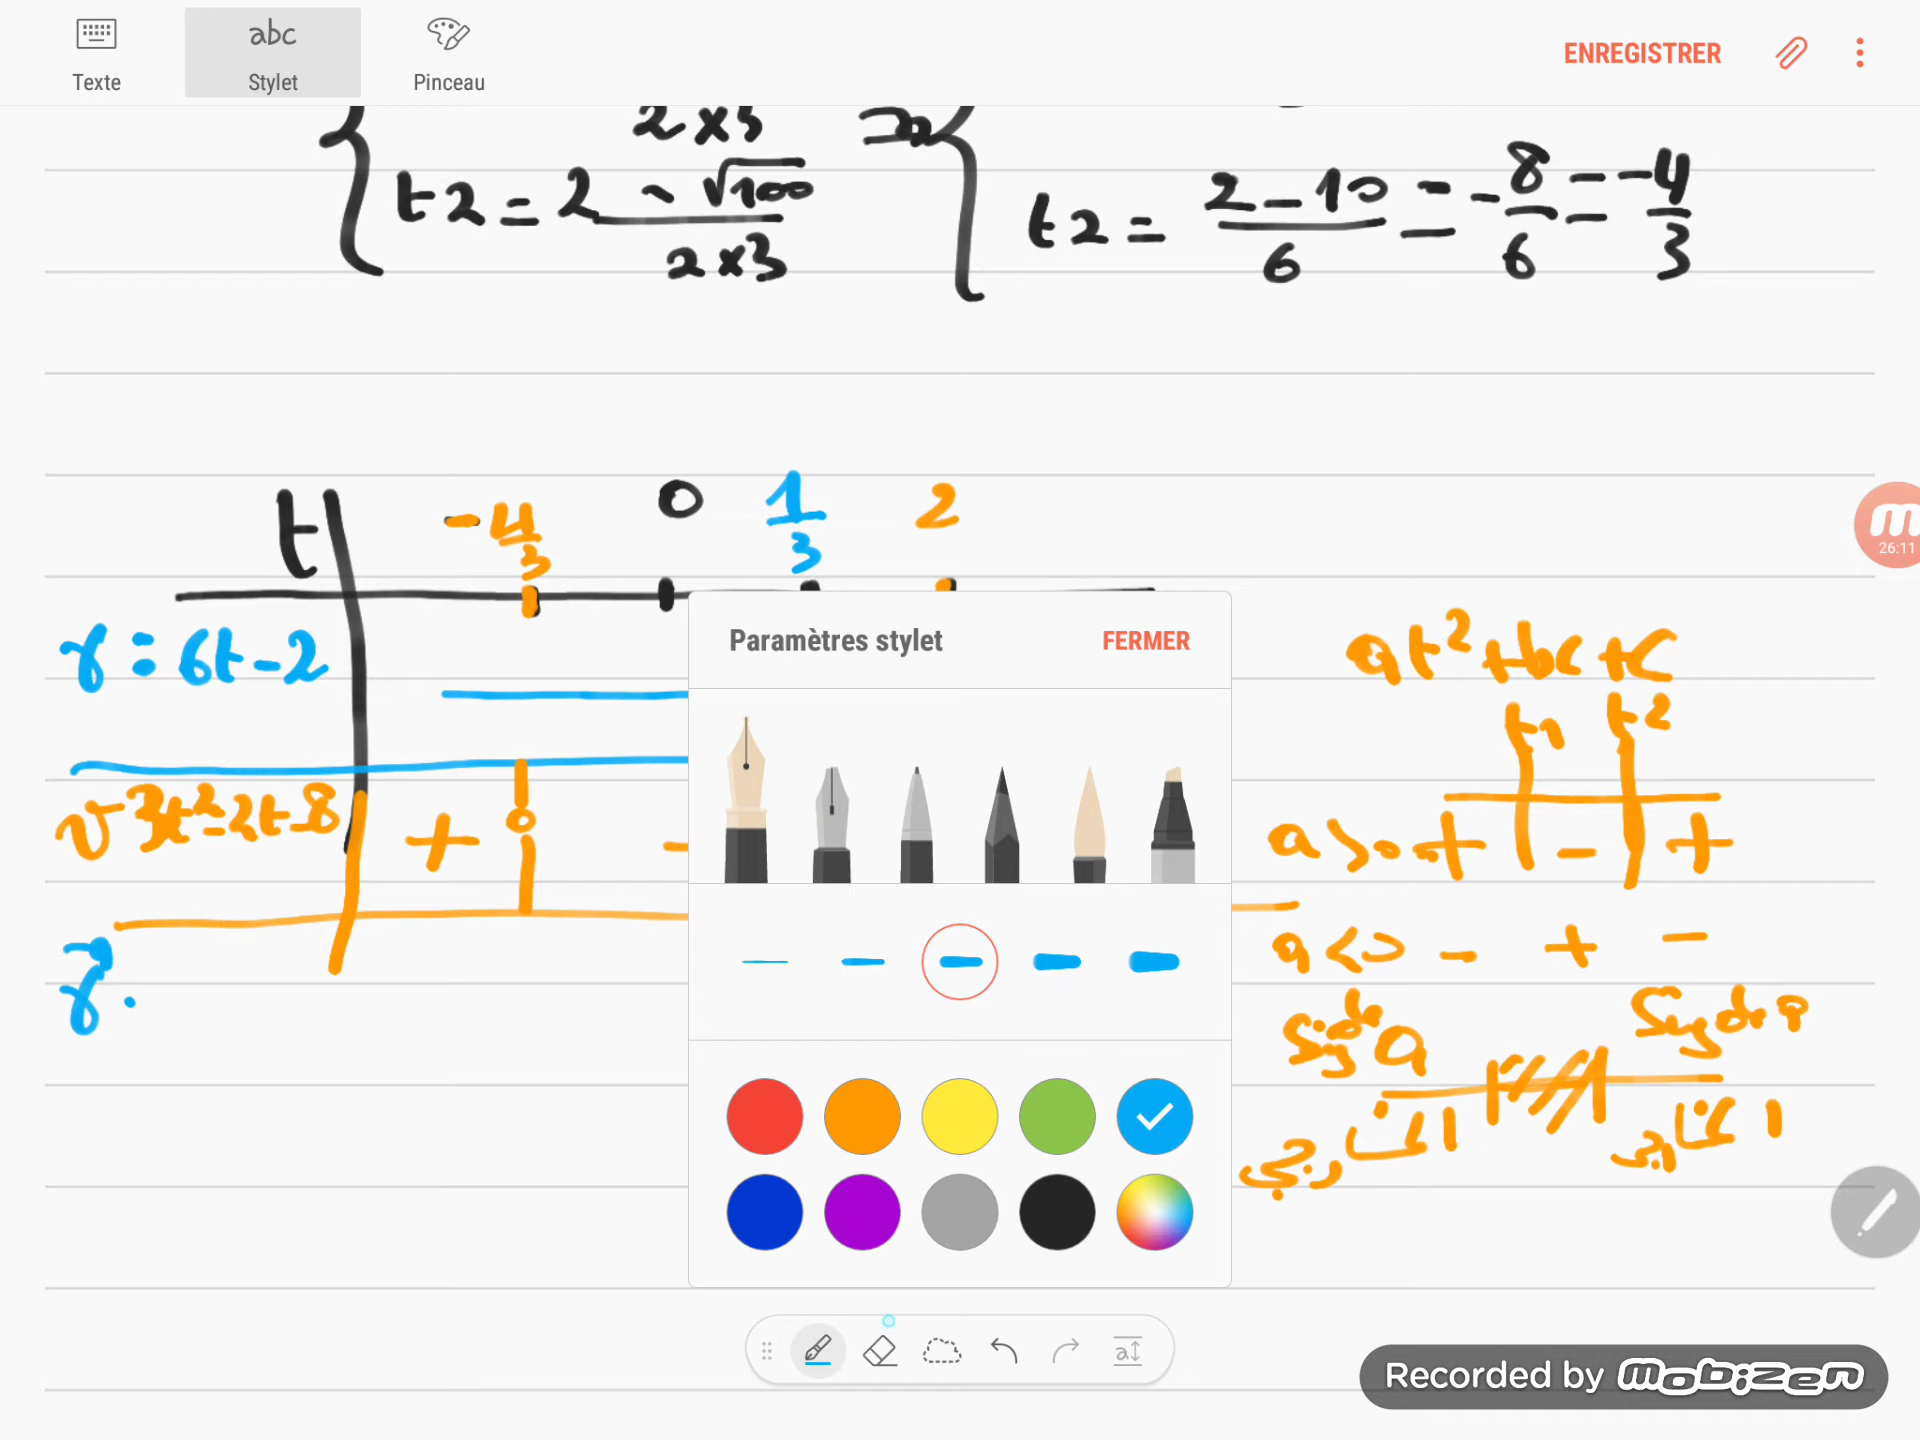 Texte
abc
Stylet
Pinceau
ENREGISTRER
2 x 3
t2 = 2 - √100
2 x 3
t2 = 2 - 10 = - 8 = - 4
6 6 3
t - 4 0 1 2
3 3
γ = 6t - 2
v 3t² - 2t - 8 + 0 -
γ.
Paramètres stylet
FERMER
at² + bt + c
t1 t2
a > 0 + - +
a < 0 - + -
Sig de a
26:11
Recorded by mobizen